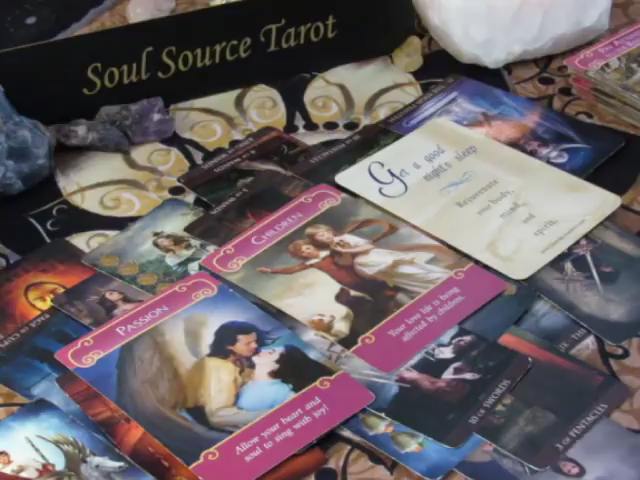 Soul Source Tarot
Get a good
night's sleep
Rejuvenate
your body,
mind,
and
spirit.
CHILDREN
Your love life is being
affected by children.
PASSION
Allow your heart and
soul to sing with joy!
10 OF SWORDS
3 OF PENTACLES